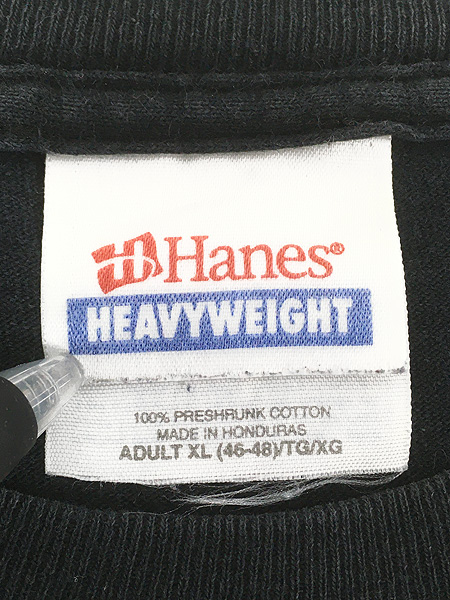 H Hanes®
HEAVYWEIGHT
100% PRESHRUNK COTTON
MADE IN HONDURAS
ADULT XL (46-48)/TG/XG